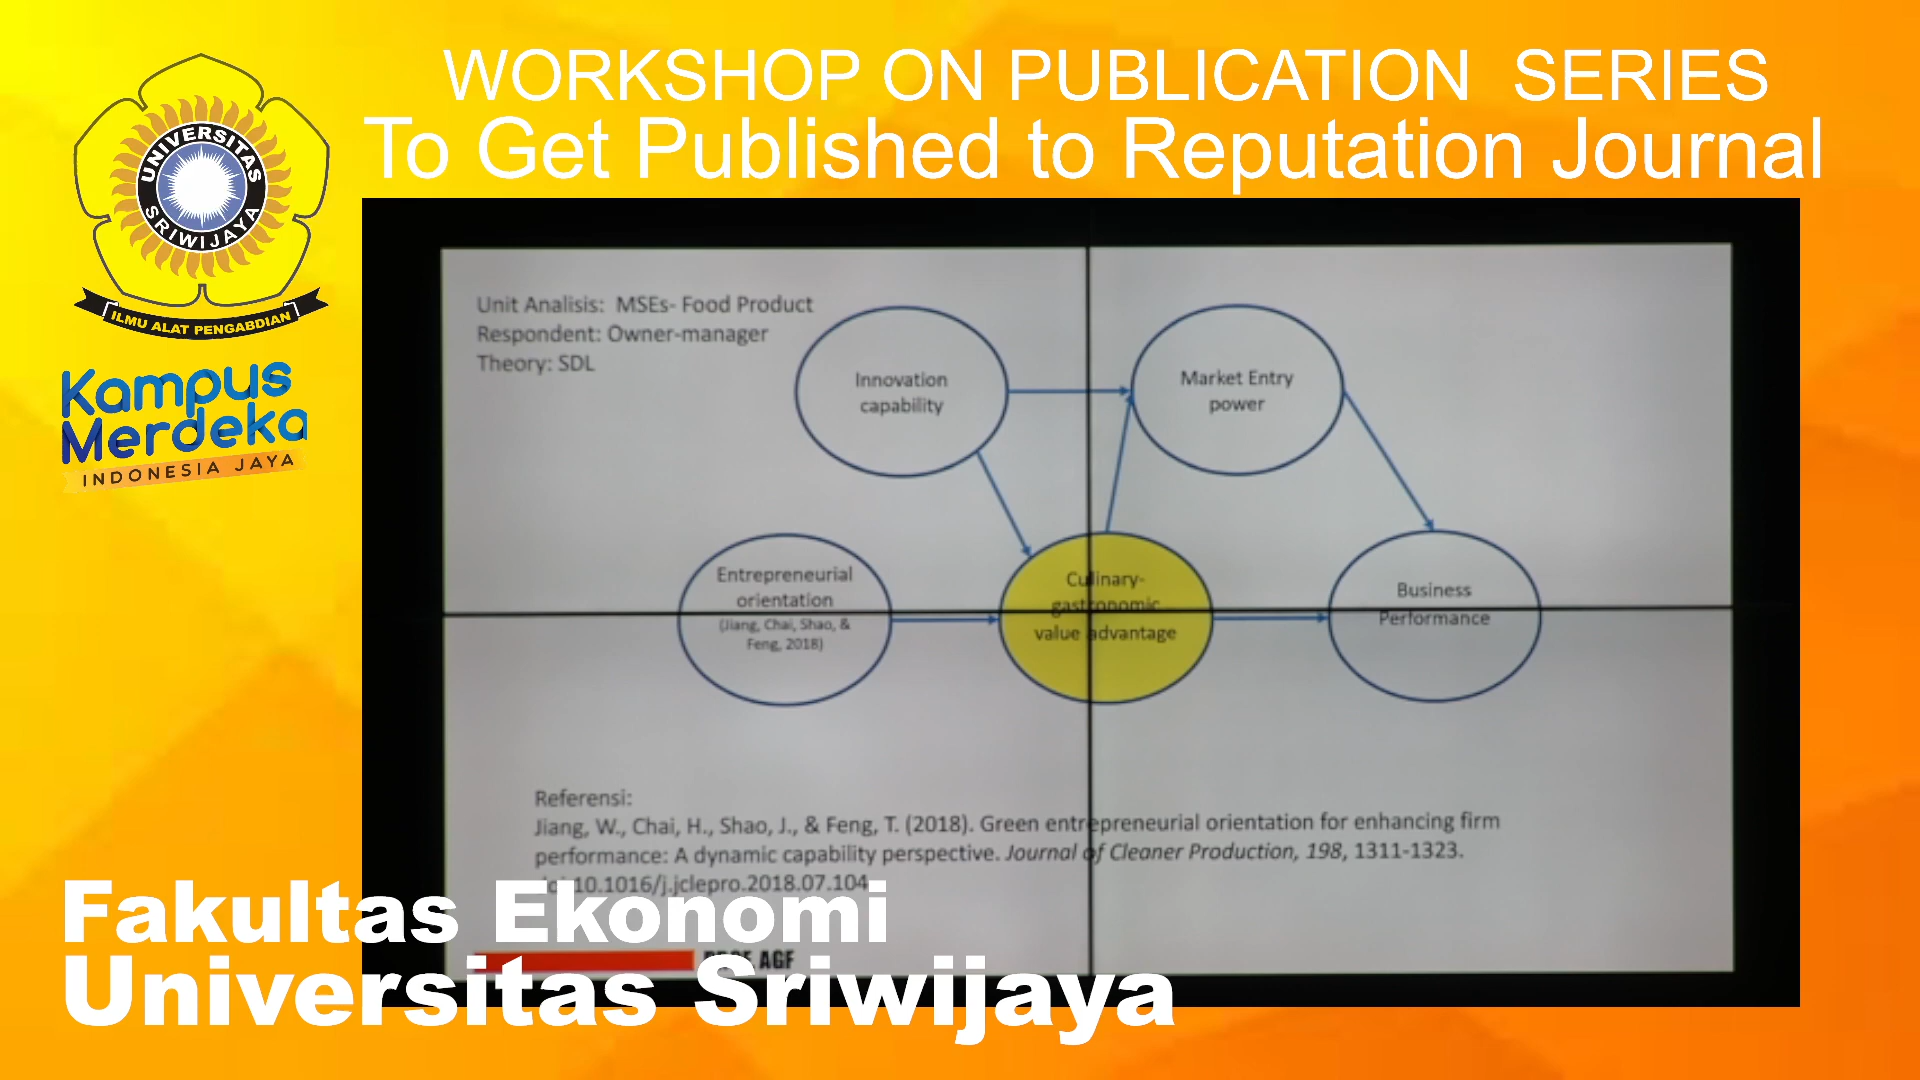 WORKSHOP ON PUBLICATION SERIES
To Get Published to Reputation Journal
UNIVERSITAS
SRIWIJAYA
ILMU ALAT PENGABDIAN
Kampus
Merdeka
INDONESIA JAYA
Unit Analisis: MSEs- Food Product
Respondent: Owner-manager
Theory: SDL
Innovation
capability
Market Entry
power
Entrepreneurial
orientation
(Jiang, Chai, Shao, &
Feng, 2018)
Culinary-
gastronomic
value advantage
Business
Performance
Referensi:
Jiang, W., Chai, H., Shao, J., & Feng, T. (2018). Green entrepreneurial orientation for enhancing firm
performance: A dynamic capability perspective. Journal of Cleaner Production, 198, 1311-1323.
10.1016/j.jclepro.2018.07.104
AGF
Fakultas Ekonomi
Universitas Sriwijaya